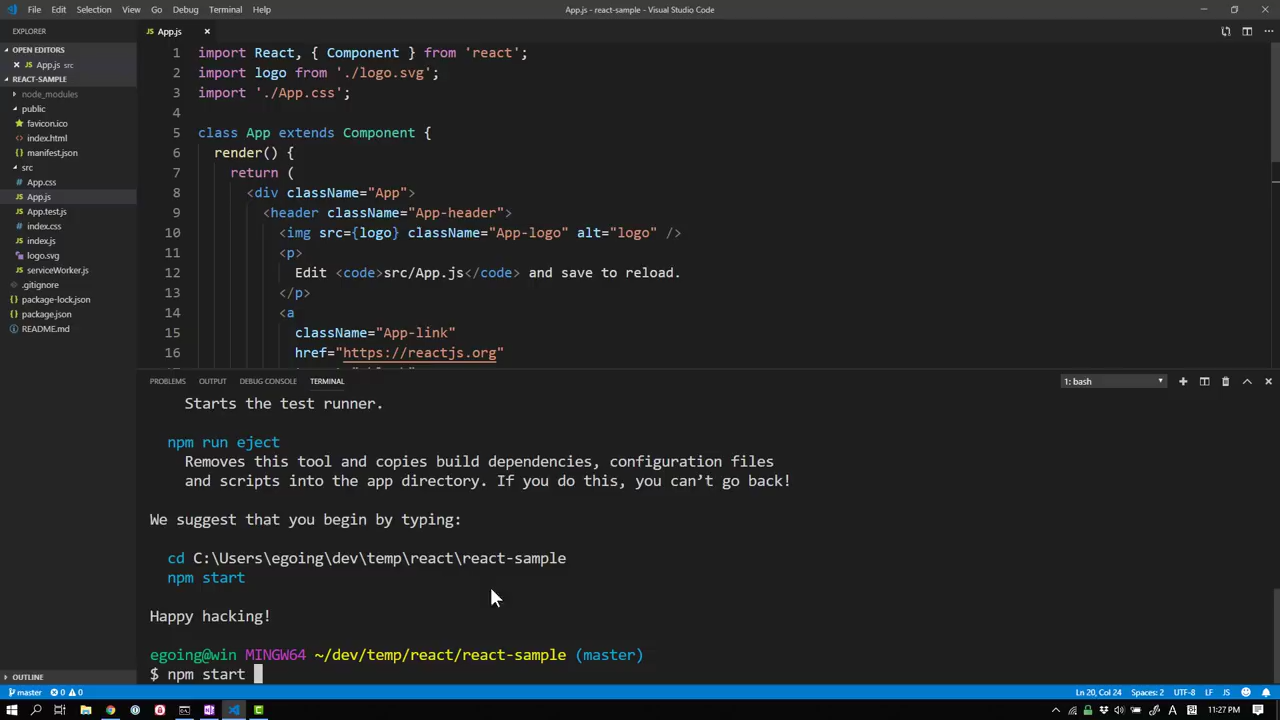 File Edit Selection View Go Debug Terminal Help App.js - react-sample - Visual Studio Code
EXPLORER
OPEN EDITORS
App.js src
REACT-SAMPLE
node_modules
public
favicon.ico
index.html
manifest.json
src
App.css
App.js
App.test.js
index.css
index.js
logo.svg
serviceWorker.js
.gitignore
package-lock.json
package.json
README.md
OUTLINE
App.js
1 import React, { Component } from 'react';
2 import logo from './logo.svg';
3 import './App.css';
4
5 class App extends Component {
6 render() {
7 return (
8 <div className="App">
9 <header className="App-header">
10 <img src={logo} className="App-logo" alt="logo" />
11 <p>
12 Edit <code>src/App.js</code> and save to reload.
13 </p>
14 <a
15 className="App-link"
16 href="https://reactjs.org"
PROBLEMS OUTPUT DEBUG CONSOLE TERMINAL 1: bash
Starts the test runner.
npm run eject
Removes this tool and copies build dependencies, configuration files
and scripts into the app directory. If you do this, you can’t go back!
We suggest that you begin by typing:
cd C:\Users\egoing\dev\temp\react\react-sample
npm start
Happy hacking!
egoing@win MINGW64 ~/dev/temp/react/react-sample (master)
$ npm start
master 0 0 Ln 20, Col 24 Spaces: 2 UTF-8 LF JS
11:27 PM